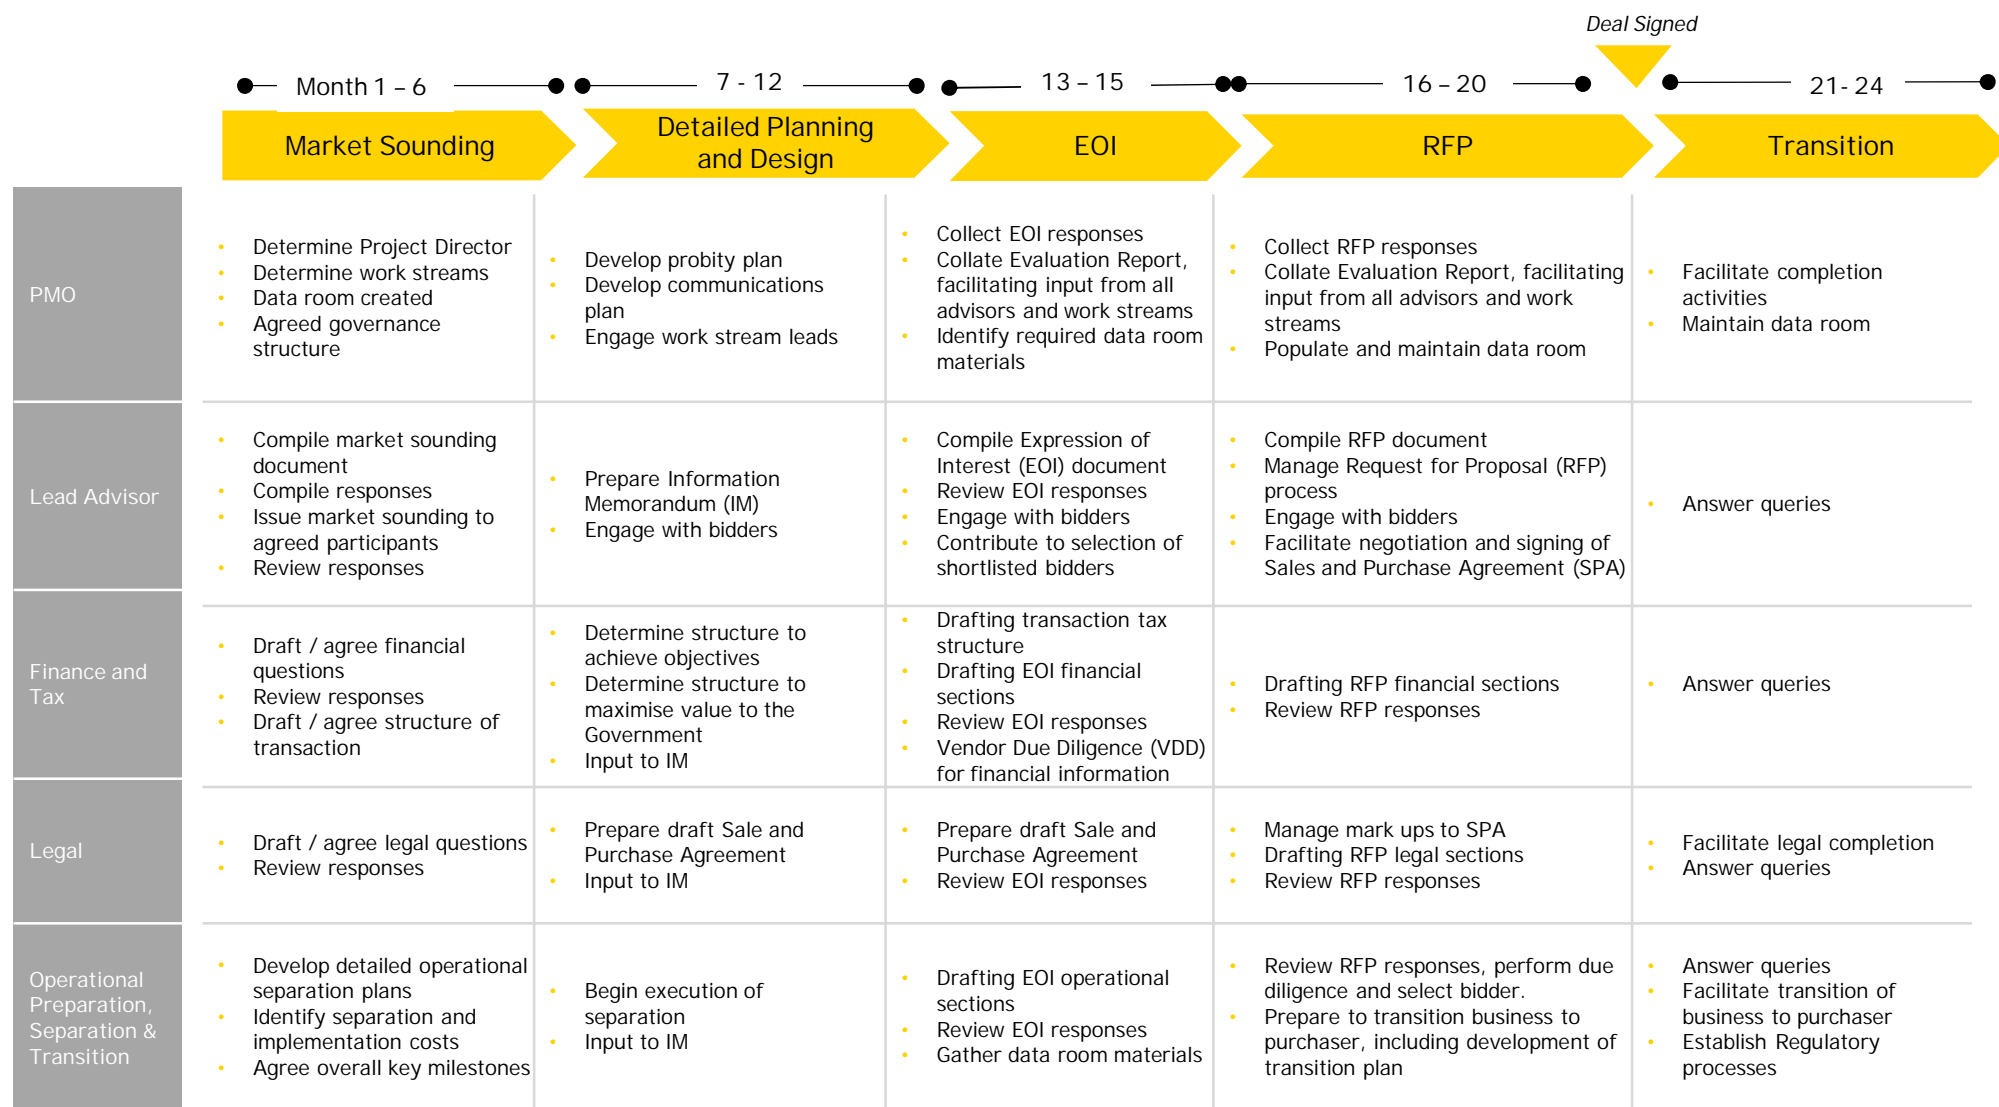 Deal Signed
Month 1 – 6
7 - 12
13 – 15
16 – 20
21- 24
Market Sounding
Detailed Planning
and Design
EOI
RFP
Transition
PMO
• Determine Project Director
• Determine work streams
• Data room created
• Agreed governance
structure
• Develop probity plan
• Develop communications
plan
• Engage work stream leads
• Collect EOI responses
• Collate Evaluation Report,
facilitating input from all
advisors and work streams
• Identify required data room
materials
• Collect RFP responses
• Collate Evaluation Report, facilitating
input from all advisors and work
streams
• Populate and maintain data room
• Facilitate completion
activities
• Maintain data room
Lead Advisor
• Compile market sounding
document
• Compile responses
• Issue market sounding to
agreed participants
• Review responses
• Prepare Information
Memorandum (IM)
• Engage with bidders
• Compile Expression of
Interest (EOI) document
• Review EOI responses
• Engage with bidders
• Contribute to selection of
shortlisted bidders
• Compile RFP document
• Manage Request for Proposal (RFP)
process
• Engage with bidders
• Facilitate negotiation and signing of
Sales and Purchase Agreement (SPA)
• Answer queries
Finance and
Tax
• Draft / agree financial
questions
• Review responses
• Draft / agree structure of
transaction
• Determine structure to
achieve objectives
• Determine structure to
maximise value to the
Government
• Input to IM
• Drafting transaction tax
structure
• Drafting EOI financial
sections
• Review EOI responses
• Vendor Due Diligence (VDD)
for financial information
• Drafting RFP financial sections
• Review RFP responses
• Answer queries
Legal
• Draft / agree legal questions
• Review responses
• Prepare draft Sale and
Purchase Agreement
• Input to IM
• Prepare draft Sale and
Purchase Agreement
• Review EOI responses
• Manage mark ups to SPA
• Drafting RFP legal sections
• Review RFP responses
• Facilitate legal completion
• Answer queries
Operational
Preparation,
Separation &
Transition
• Develop detailed operational
separation plans
• Identify separation and
implementation costs
• Agree overall key milestones
• Begin execution of
separation
• Input to IM
• Drafting EOI operational
sections
• Review EOI responses
• Gather data room materials
• Review RFP responses, perform due
diligence and select bidder.
• Prepare to transition business to
purchaser, including development of
transition plan
• Answer queries
• Facilitate transition of
business to purchaser
• Establish Regulatory
processes